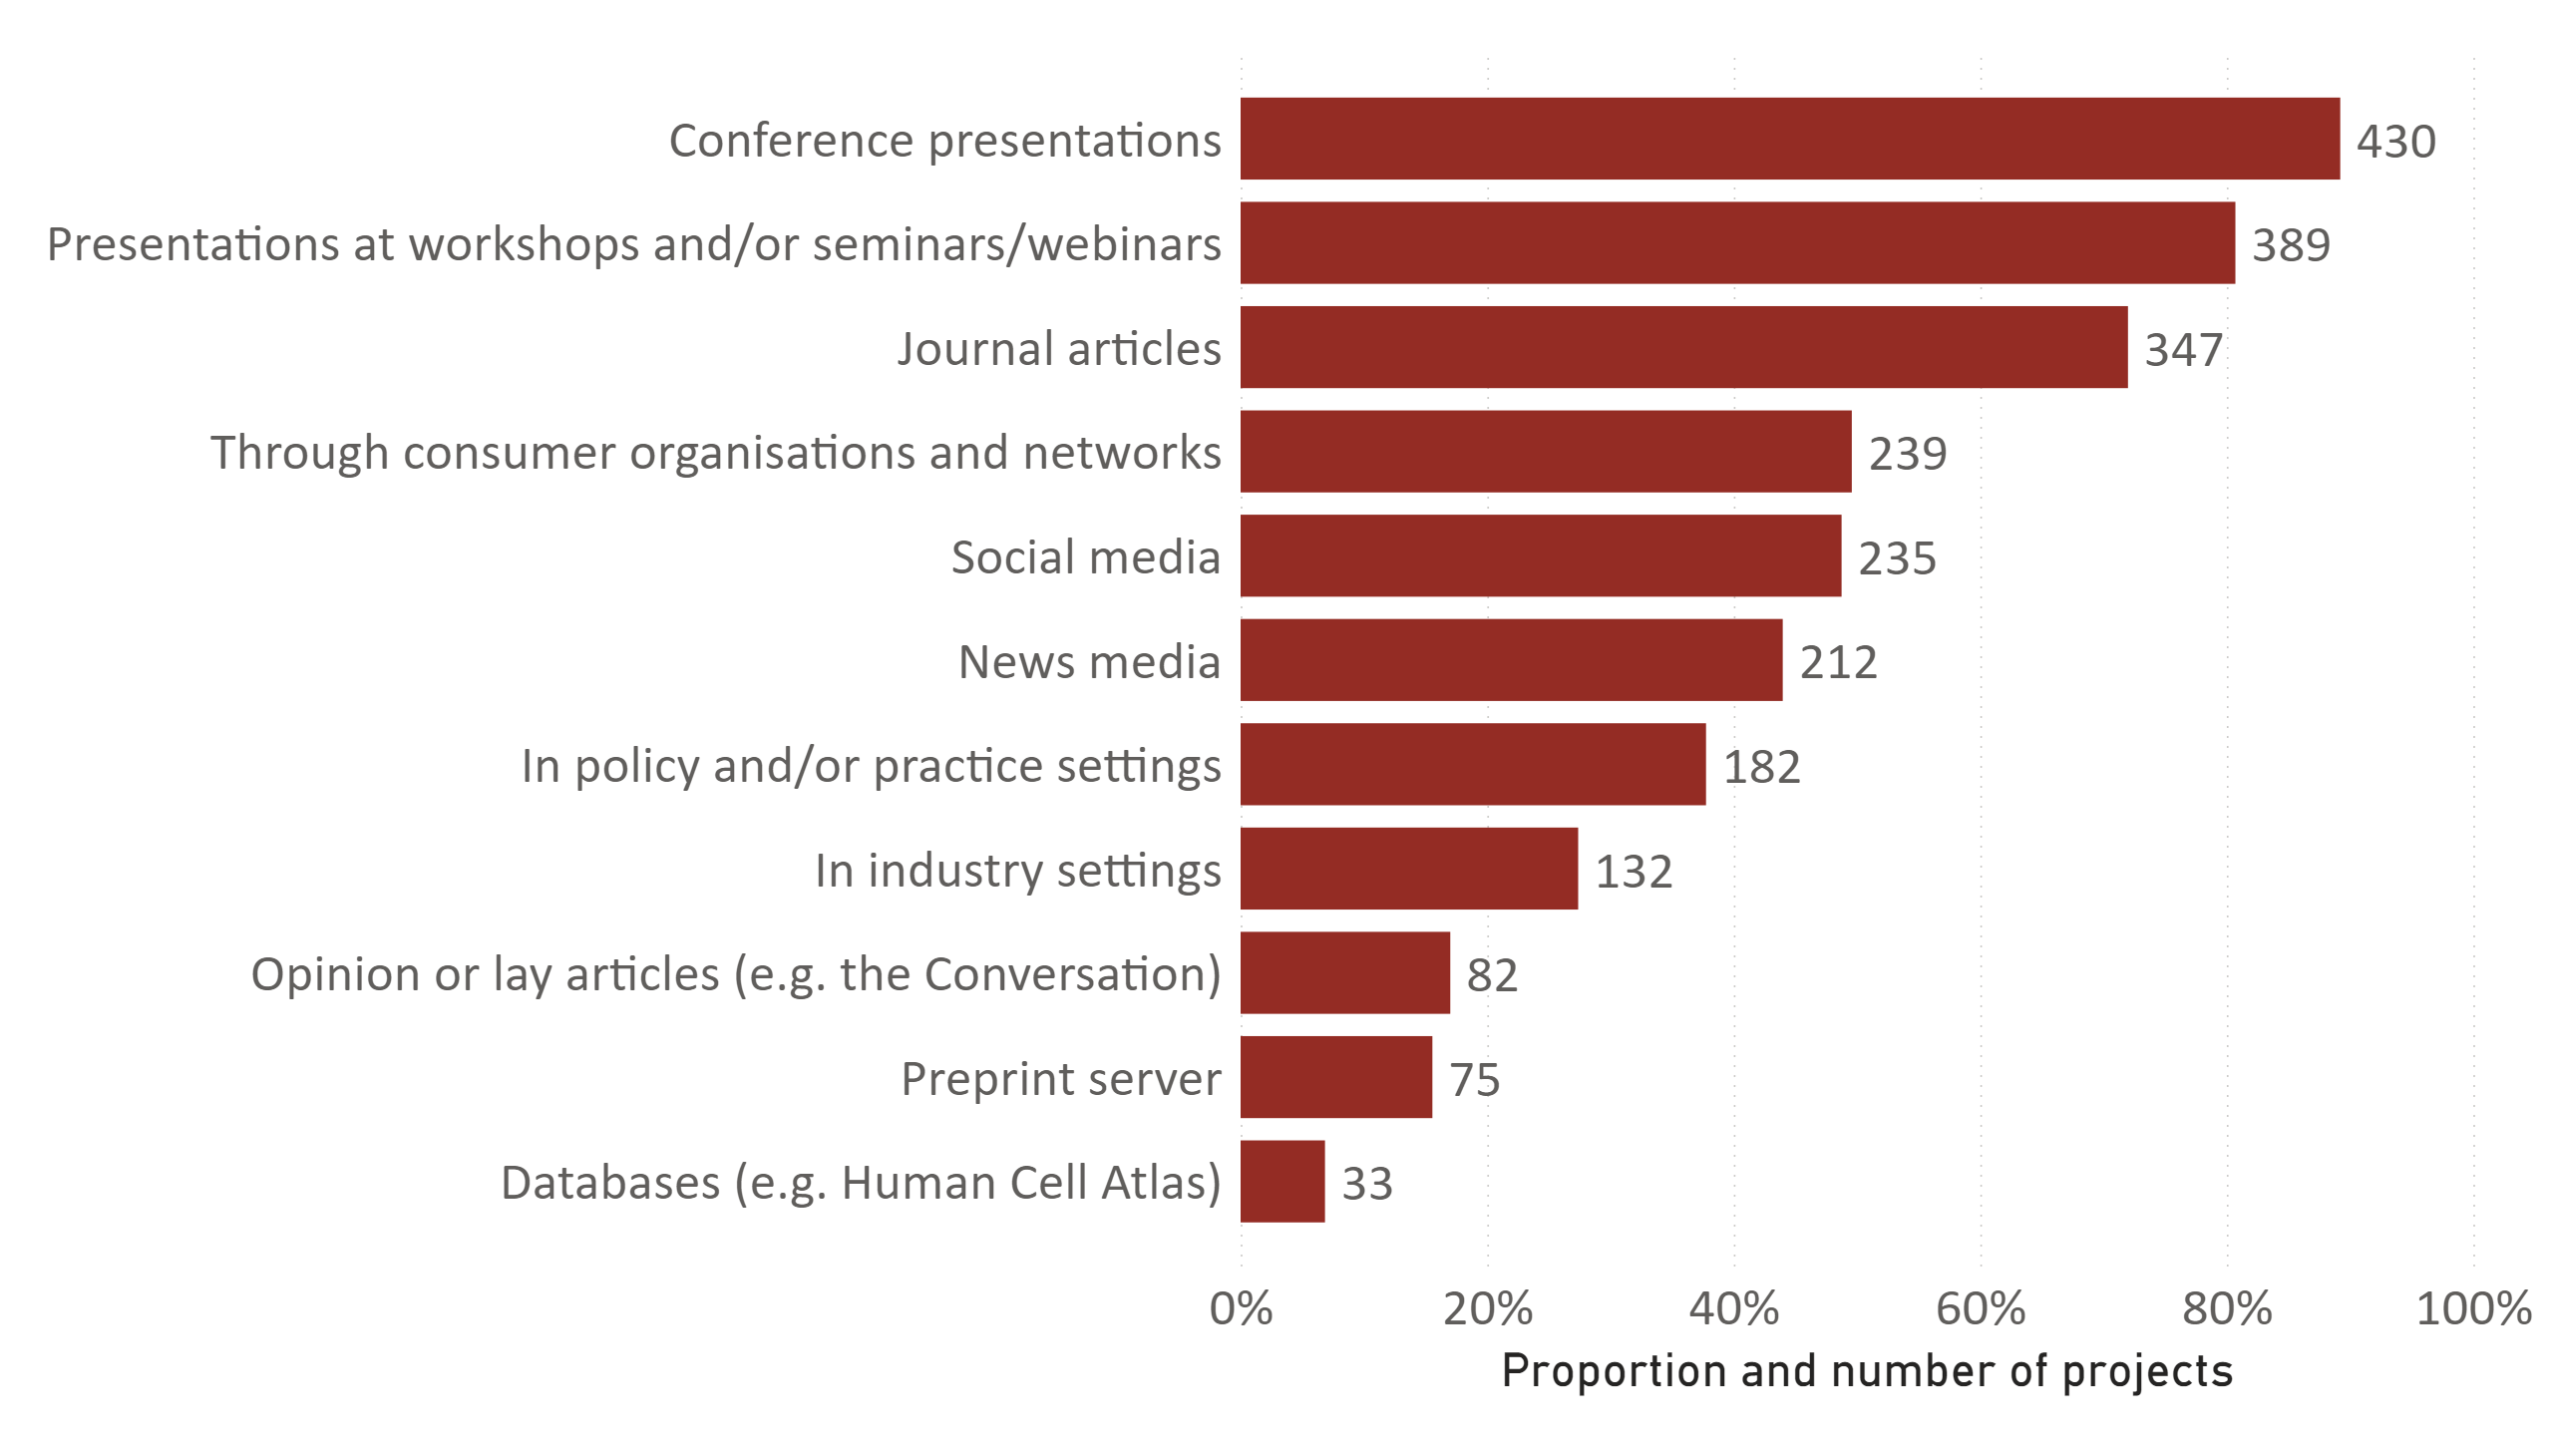 Conference presentations 430
Presentations at workshops and/or seminars/webinars 389
Journal articles 347
Through consumer organisations and networks 239
Social media 235
News media 212
In policy and/or practice settings 182
In industry settings 132
Opinion or lay articles (e.g. the Conversation) 82
Preprint server 75
Databases (e.g. Human Cell Atlas) 33
0% 20% 40% 60% 80% 100%
Proportion and number of projects